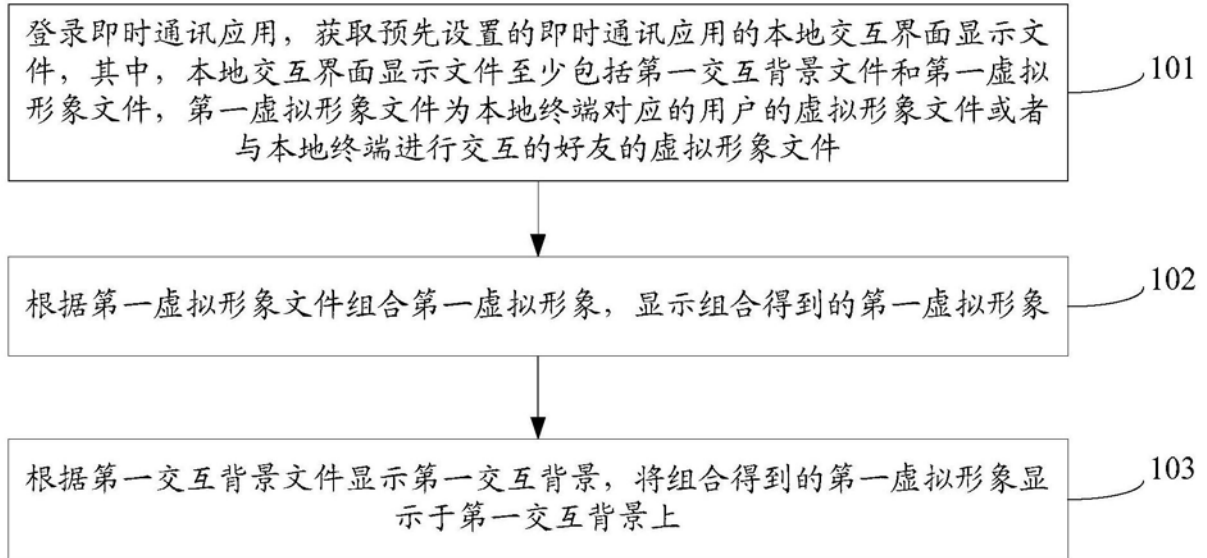 登录即时通讯应用，获取预先设置的即时通讯应用的本地交互界面显示文
件，其中，本地交互界面显示文件至少包括第一交互背景文件和第一虚拟
形象文件，第一虚拟形象文件为本地终端对应的用户的虚拟形象文件或者
与本地终端进行交互的好友的虚拟形象文件
101
根据第一虚拟形象文件组合第一虚拟形象，显示组合得到的第一虚拟形象
102
根据第一交互背景文件显示第一交互背景，将组合得到的第一虚拟形象显
示于第一交互背景上
103